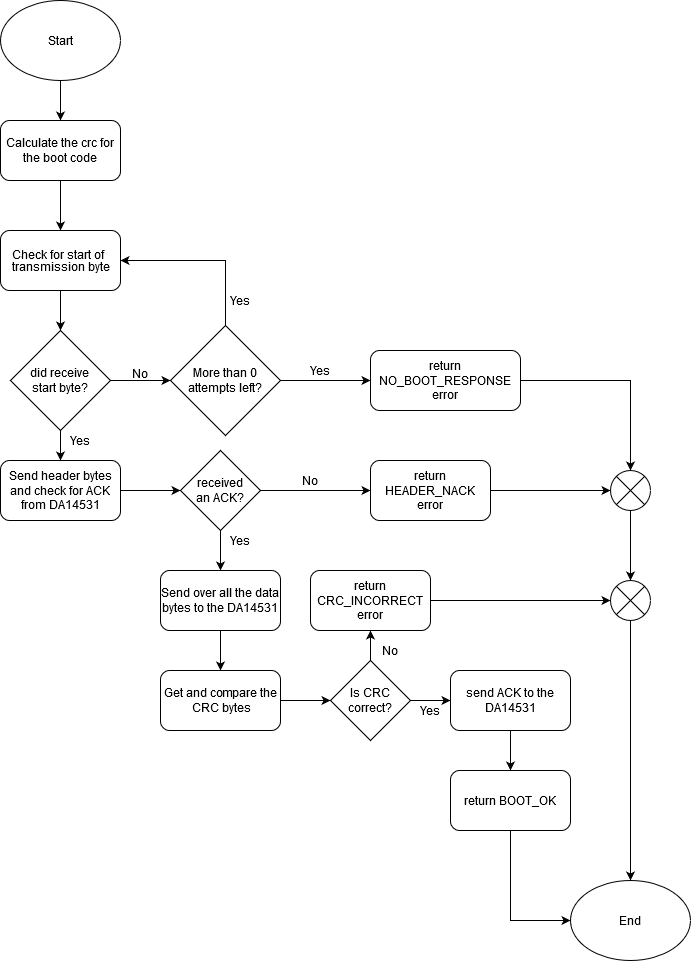 Start
Calculate the crc for
the boot code
Check for start of
transmission byte
Yes
did receive
start byte?
No
More than 0
attempts left?
Yes
return
NO_BOOT_RESPONSE
error
Yes
Send header bytes
and check for ACK
from DA14531
received
an ACK?
No
return
HEADER_NACK
error
Yes
Send over all the data
bytes to the DA14531
return
CRC_INCORRECT
error
No
Get and compare the
CRC bytes
Is CRC
correct?
Yes
send ACK to the
DA14531
return BOOT_OK
End